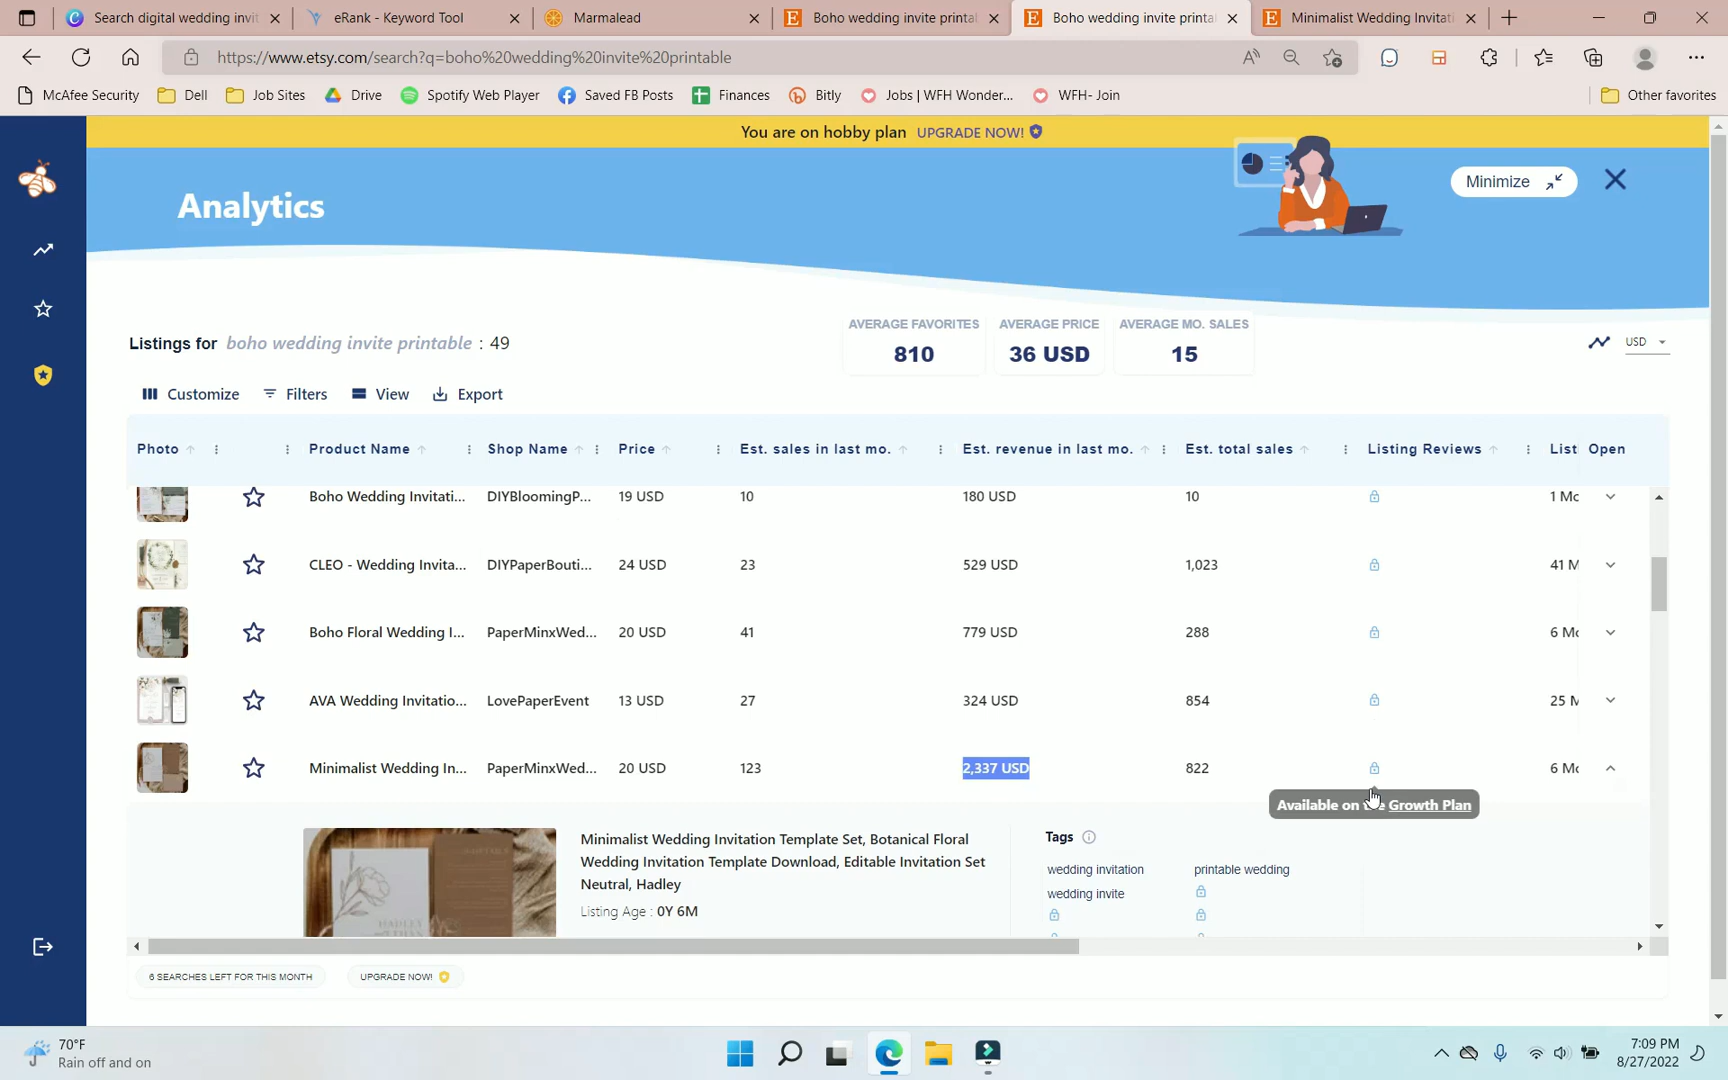 Search digital wedding invit
eRank - Keyword Tool
Marmalead
Boho wedding invite printal
Boho wedding invite printal
Minimalist Wedding Invitati
https://www.etsy.com/search?q=boho%20wedding%20invite%20printable
McAfee Security
Dell
Job Sites
Drive
Spotify Web Player
Saved FB Posts
Finances
Bitly
Jobs | WFH Wonder...
WFH- Join
Other favorites
You are on hobby plan UPGRADE NOW!
Analytics
Minimize
Listings for boho wedding invite printable : 49
AVERAGE FAVORITES
810
AVERAGE PRICE
36 USD
AVERAGE MO. SALES
15
USD
Customize
Filters
View
Export
Photo
Product Name
Shop Name
Price
Est. sales in last mo.
Est. revenue in last mo.
Est. total sales
Listing Reviews
List
Open
Boho Wedding Invitati... DIYBloomingP... 19 USD 10 180 USD 10 1 Mc
CLEO - Wedding Invita... DIYPaperBouti... 24 USD 23 529 USD 1,023 41 M
Boho Floral Wedding I... PaperMinxWed... 20 USD 41 779 USD 288 6 Mc
AVA Wedding Invitatio... LovePaperEvent 13 USD 27 324 USD 854 25 M
Minimalist Wedding In... PaperMinxWed... 20 USD 123 2,337 USD 822 6 Mc
Available on Growth Plan
Minimalist Wedding Invitation Template Set, Botanical Floral
Wedding Invitation Template Download, Editable Invitation Set
Neutral, Hadley
Listing Age : 0Y 6M
Tags
wedding invitation
printable wedding
wedding invite
HADLEY
6 SEARCHES LEFT FOR THIS MONTH
UPGRADE NOW!
70°F
Rain off and on
7:09 PM
8/27/2022